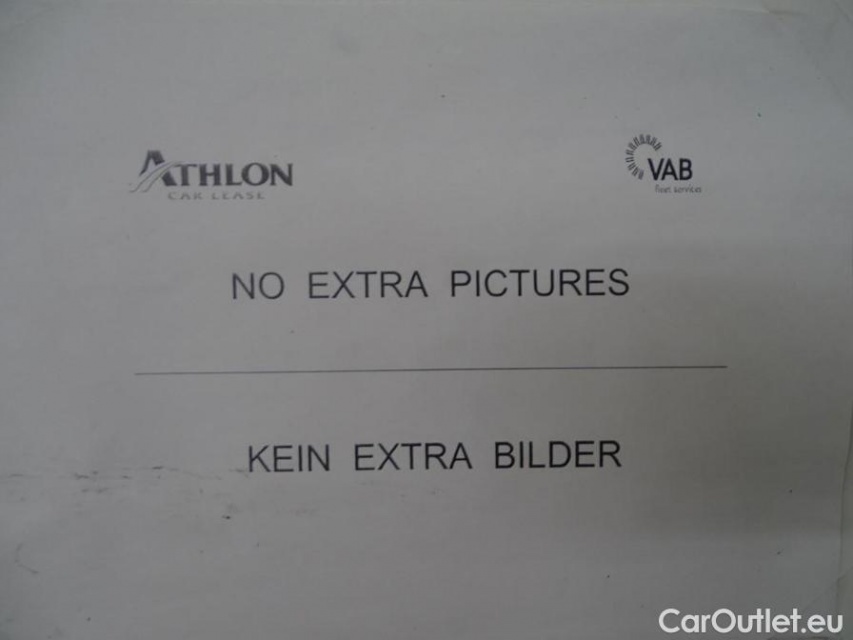 ATHLON
CAR LEASE
VAB
fleet services
NO EXTRA PICTURES
KEIN EXTRA BILDER
CarOutlet.eu